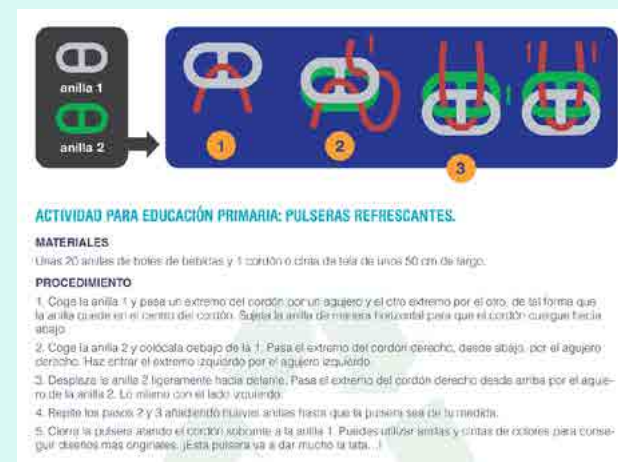 anilla 1
anilla 2
1
2
3
ACTIVIDAD PARA EDUCACIÓN PRIMARIA: PULSERAS REFRESCANTES.
MATERIALES
Unas 20 anillas de botes de bebidas y 1 cordón o cinta de tela de unos 50 cm de largo.
PROCEDIMIENTO
1. Coge la anilla 1 y pasa un extremo del cordón por un agujero y el otro extremo por el otro, de tal forma que
la anilla quede en el centro del cordón. Sujeta la anilla de manera horizontal para que el cordón cuelgue hacia
abajo.
2. Coge la anilla 2 y colócala debajo de la 1. Pasa el extremo del cordón derecho, desde abajo, por el agujero
derecho. Haz entrar el extremo izquierdo por el agujero izquierdo.
3. Desplaza la anilla 2 ligeramente hacia delante. Pasa el extremo del cordón derecho desde arriba por el aguje-
ro de la anilla 2. Lo mismo con el lado izquierdo.
4. Repite los pasos 2 y 3 añadiendo nuevas anillas hasta que la pulsera sea de tu medida.
5. Cierra la pulsera atando el cordón sobrante a la anilla 1. Puedes utilizar anillas y cintas de colores para conse-
guir diseños más originales. ¡Esta pulsera va a dar mucho la lata...!